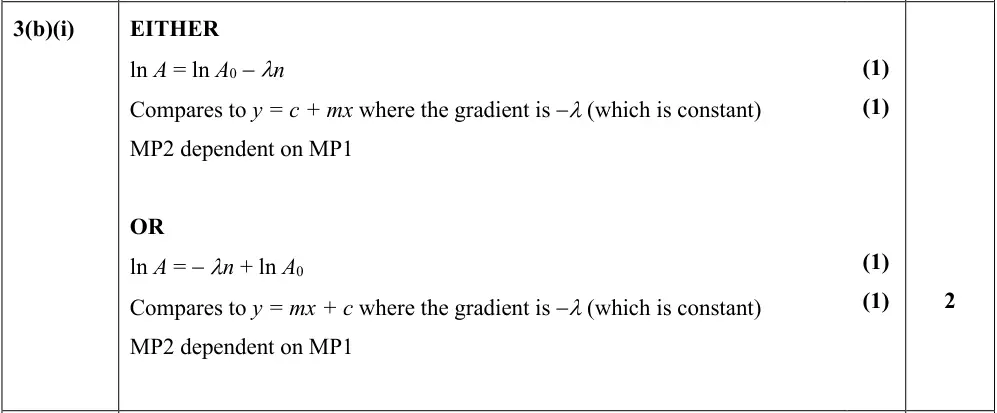 3(b)(i) EITHER
ln A = ln A₀ – λn (1)
Compares to y = c + mx where the gradient is –λ (which is constant) (1)
MP2 dependent on MP1
OR
ln A = – λn + ln A₀ (1)
Compares to y = mx + c where the gradient is –λ (which is constant) (1) 2
MP2 dependent on MP1